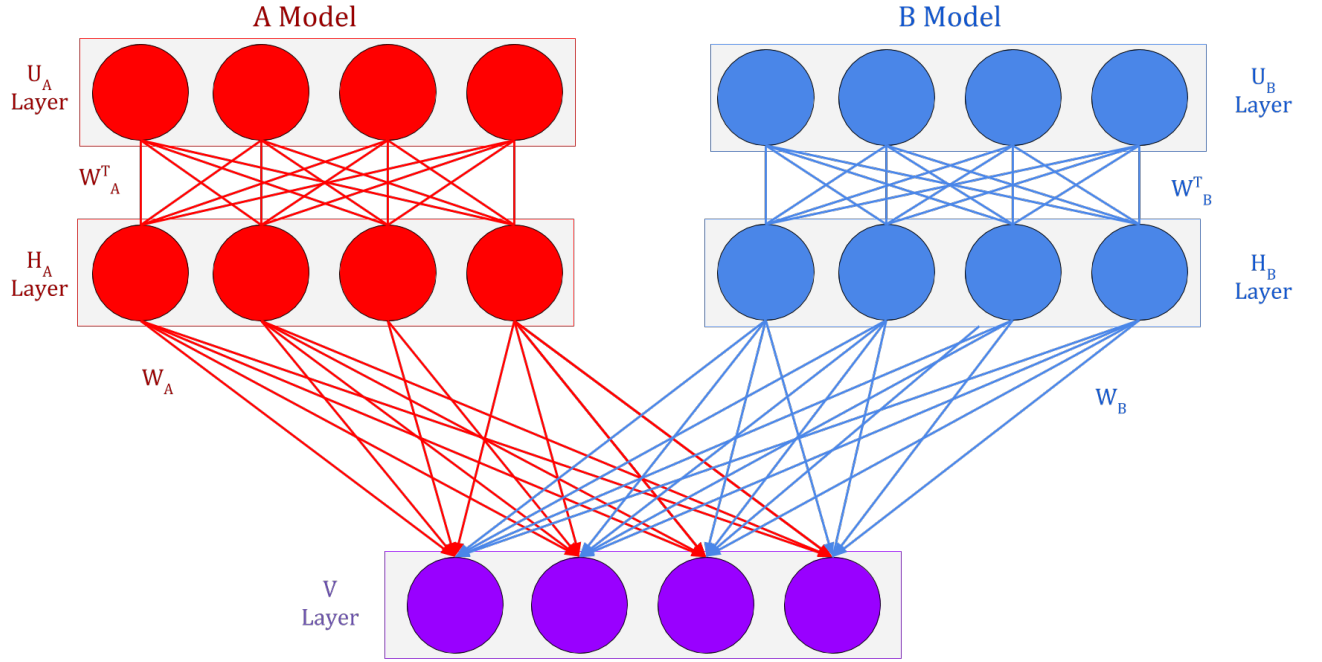 A Model
B Model
U_A
Layer
U_B
Layer
W^T_A
W^T_B
H_A
Layer
H_B
Layer
W_A
W_B
V
Layer